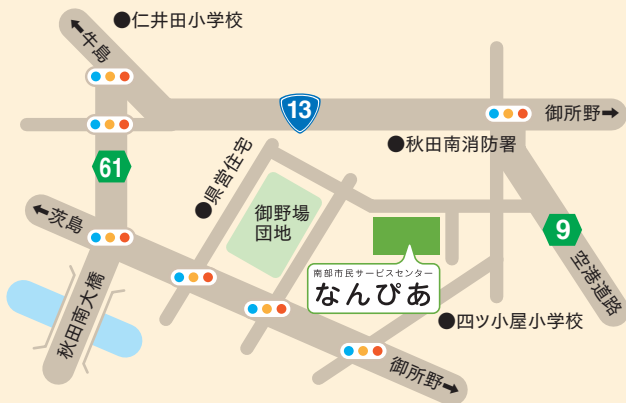 ●仁井田小学校
←牛島
13
御所野→
●秋田南消防署
61
●県営住宅
御野場
団地
←茨島
9
空港道路
南部市民サービスセンター
なんぴあ
秋田南大橋
●四ツ小屋小学校
御所野→